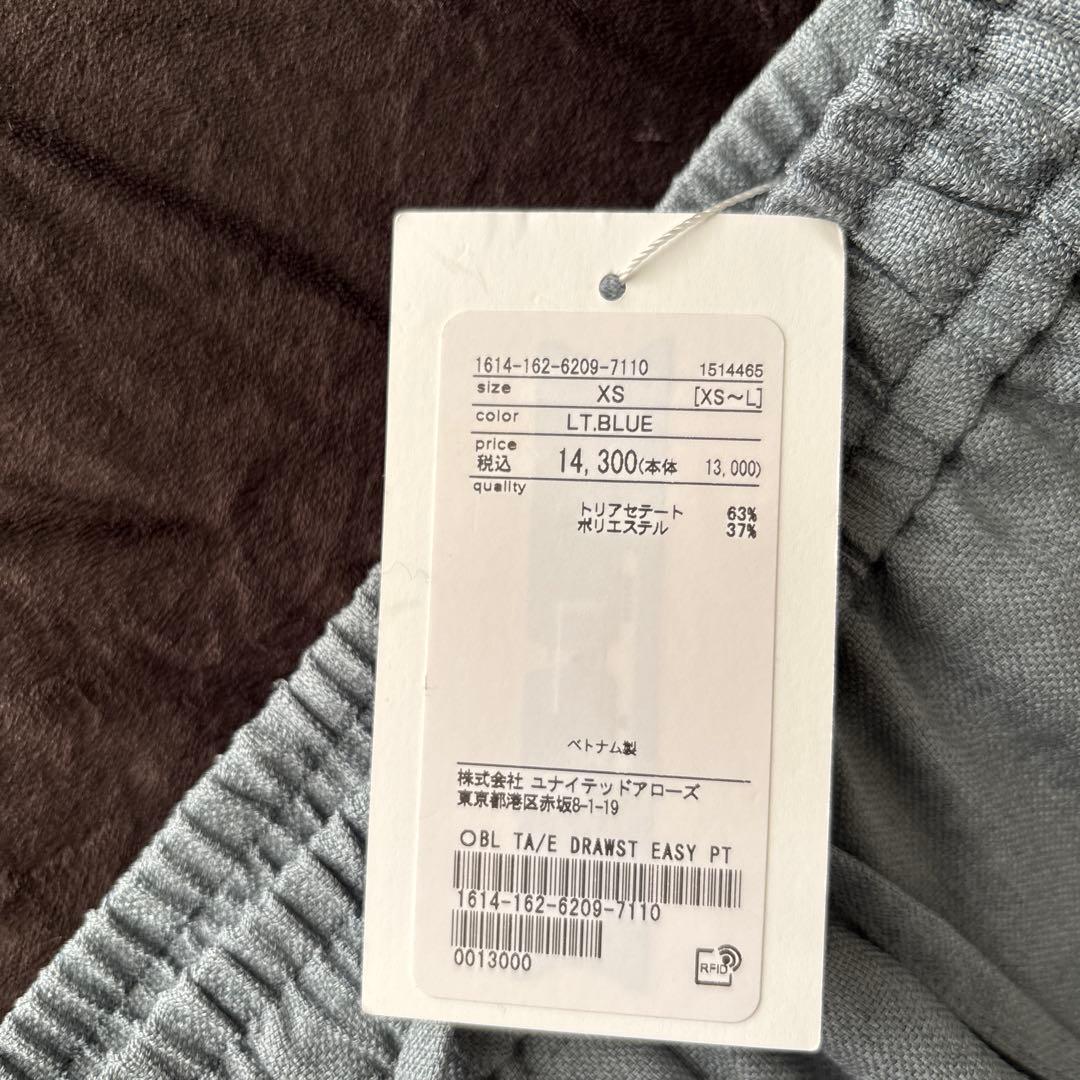 1614-162-6209-7110 1514465
size XS [XS～L]
color LT.BLUE
price
税込 14,300(本体 13,000)
quality
トリアセテート 63%
ポリエステル 37%
ベトナム製
株式会社 ユナイテッドアローズ
東京都港区赤坂8-1-19
〇BL TA/E DRAWST EASY PT
1614-162-6209-7110
0013000
RFID